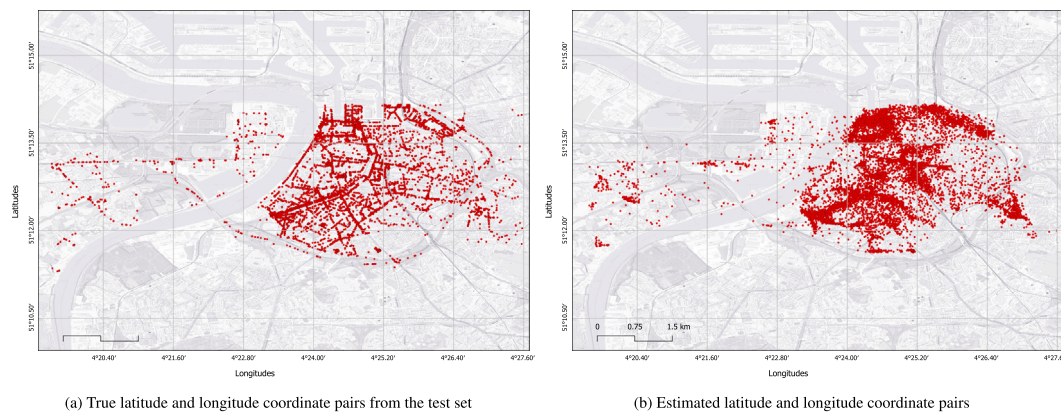 51°15.00'
51°13.50'
Latitudes
51°12.00'
51°10.50'
4°20.40' 4°21.60' 4°22.80' 4°24.00' 4°25.20' 4°26.40' 4°27.60'
Longitudes
(a) True latitude and longitude coordinate pairs from the test set
51°15.00'
51°13.50'
Latitudes
51°12.00'
51°10.50'
0 0.75 1.5 km
4°20.40' 4°21.60' 4°22.80' 4°24.00' 4°25.20' 4°26.40' 4°27.60'
Longitudes
(b) Estimated latitude and longitude coordinate pairs